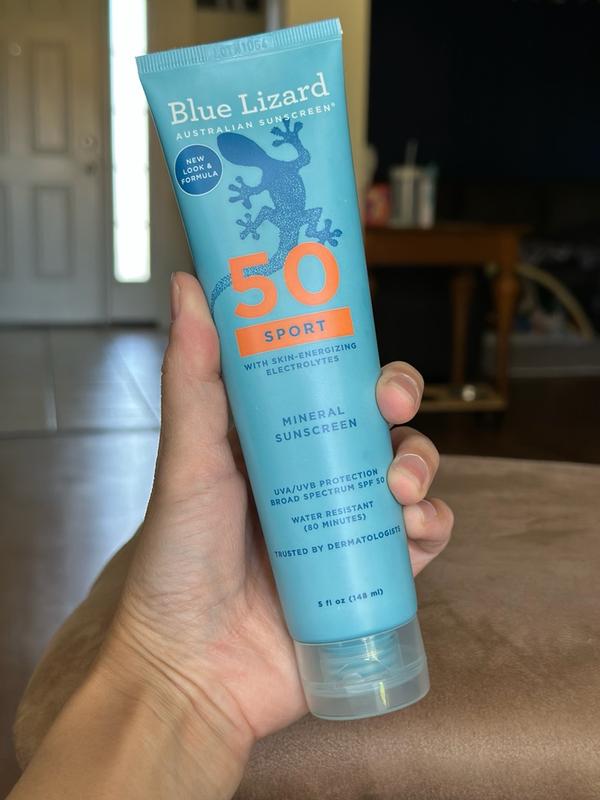 LOTW1064
Blue Lizard
AUSTRALIAN SUNSCREEN®
NEW
LOOK &
FORMULA
50
SPORT
WITH SKIN-ENERGIZING
ELECTROLYTES
MINERAL
SUNSCREEN
UVA/UVB PROTECTION
BROAD SPECTRUM SPF 50
WATER RESISTANT
(80 MINUTES)
TRUSTED BY DERMATOLOGISTS
5 fl oz (148 ml)